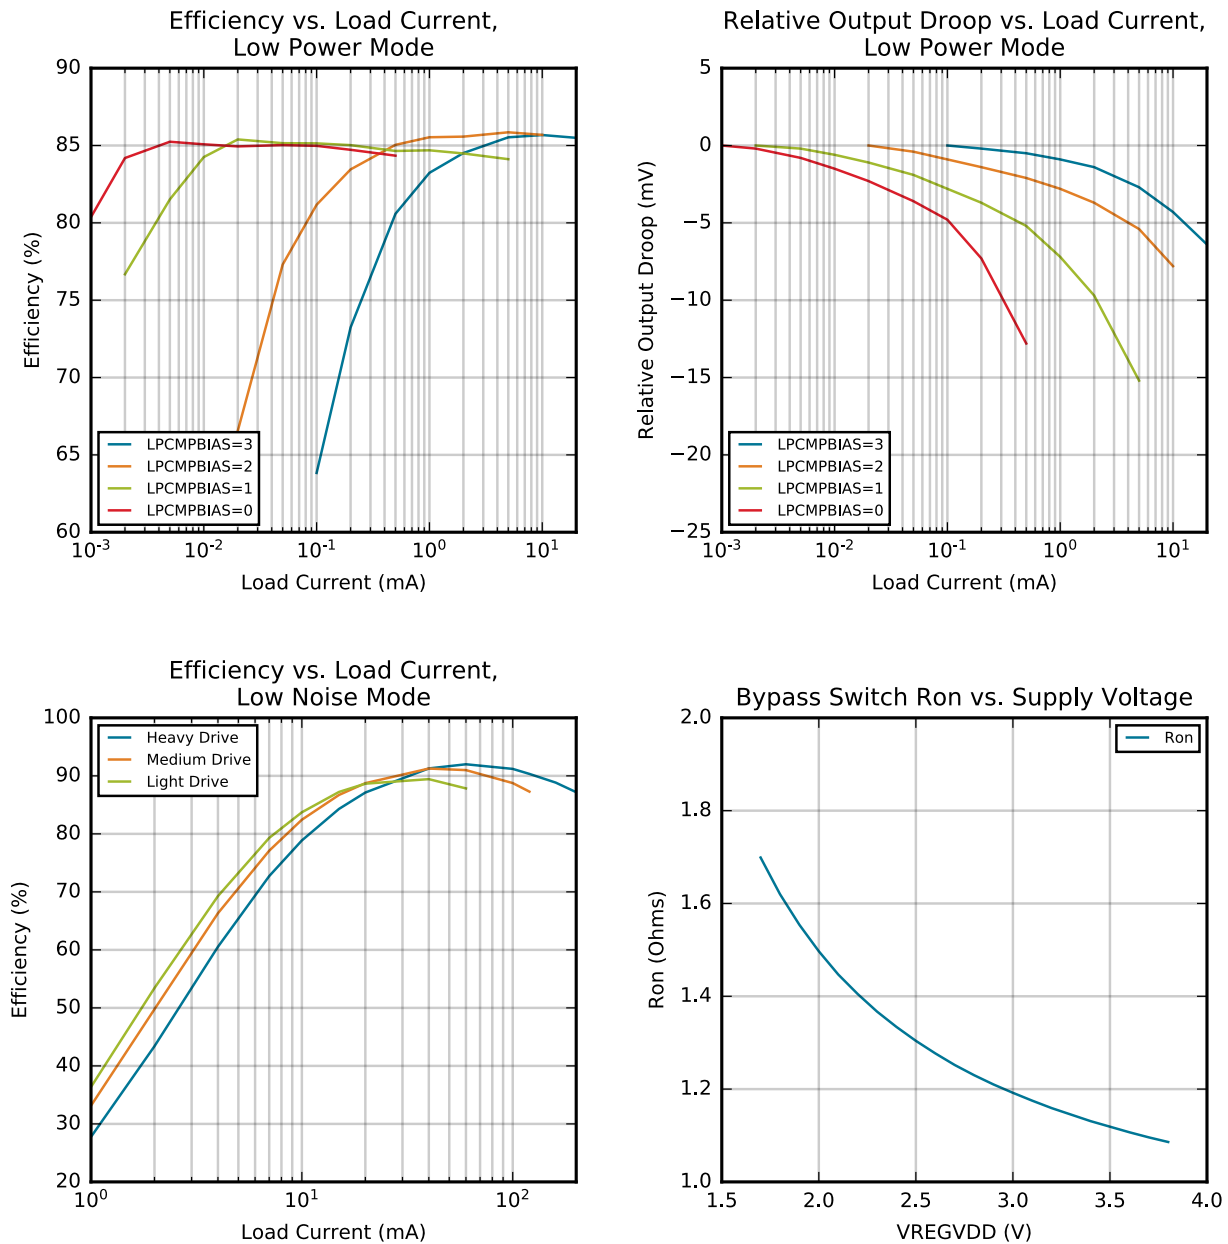 Efficiency vs. Load Current,
Low Power Mode
90
85
80
75
70
65
60
Efficiency (%)
LPCMPBIAS=3
LPCMPBIAS=2
LPCMPBIAS=1
LPCMPBIAS=0
10⁻³ 10⁻² 10⁻¹ 10⁰ 10¹
Load Current (mA)
Relative Output Droop vs. Load Current,
Low Power Mode
5
0
−5
−10
−15
−20
−25
Relative Output Droop (mV)
LPCMPBIAS=3
LPCMPBIAS=2
LPCMPBIAS=1
LPCMPBIAS=0
10⁻³ 10⁻² 10⁻¹ 10⁰ 10¹
Load Current (mA)
Efficiency vs. Load Current,
Low Noise Mode
100
90
80
70
60
50
40
30
20
Efficiency (%)
Heavy Drive
Medium Drive
Light Drive
10⁰ 10¹ 10²
Load Current (mA)
Bypass Switch Ron vs. Supply Voltage
2.0
1.8
1.6
1.4
1.2
1.0
Ron (Ohms)
Ron
1.5 2.0 2.5 3.0 3.5 4.0
VREGVDD (V)